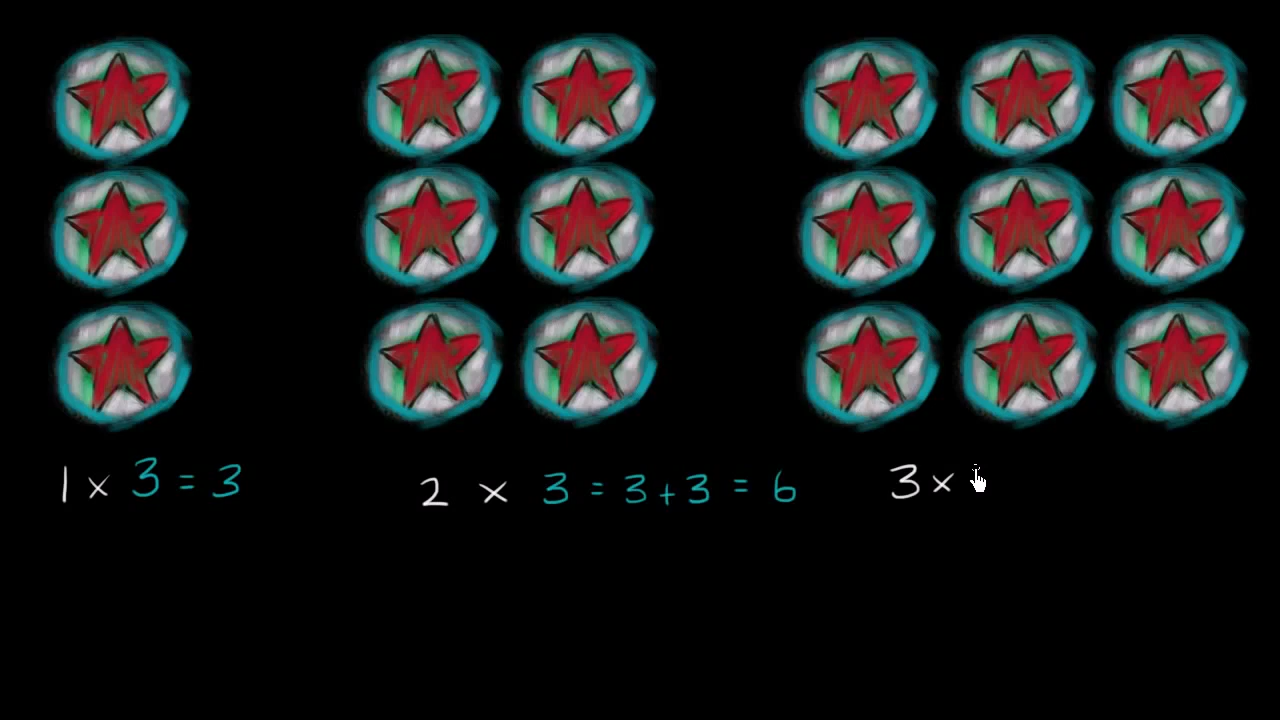 1 x 3 = 3
2 x 3 = 3 + 3 = 6
3 x